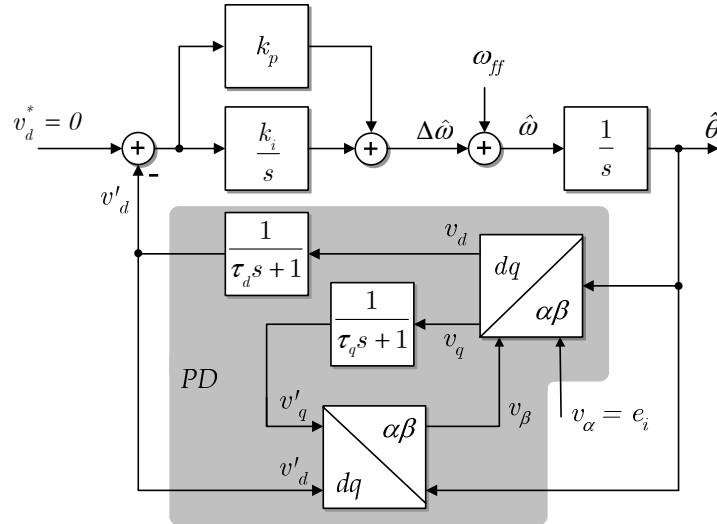 k_p
ω_ff
v_d^* = 0
+
k_i
s
+
Δω̂
+
ω̂
1
s
θ̂
-
v'_d
1
τ_d s + 1
v_d
dq
αβ
1
τ_q s + 1
v_q
PD
v'_q
αβ
v_β
v_α = e_i
v'_d
dq